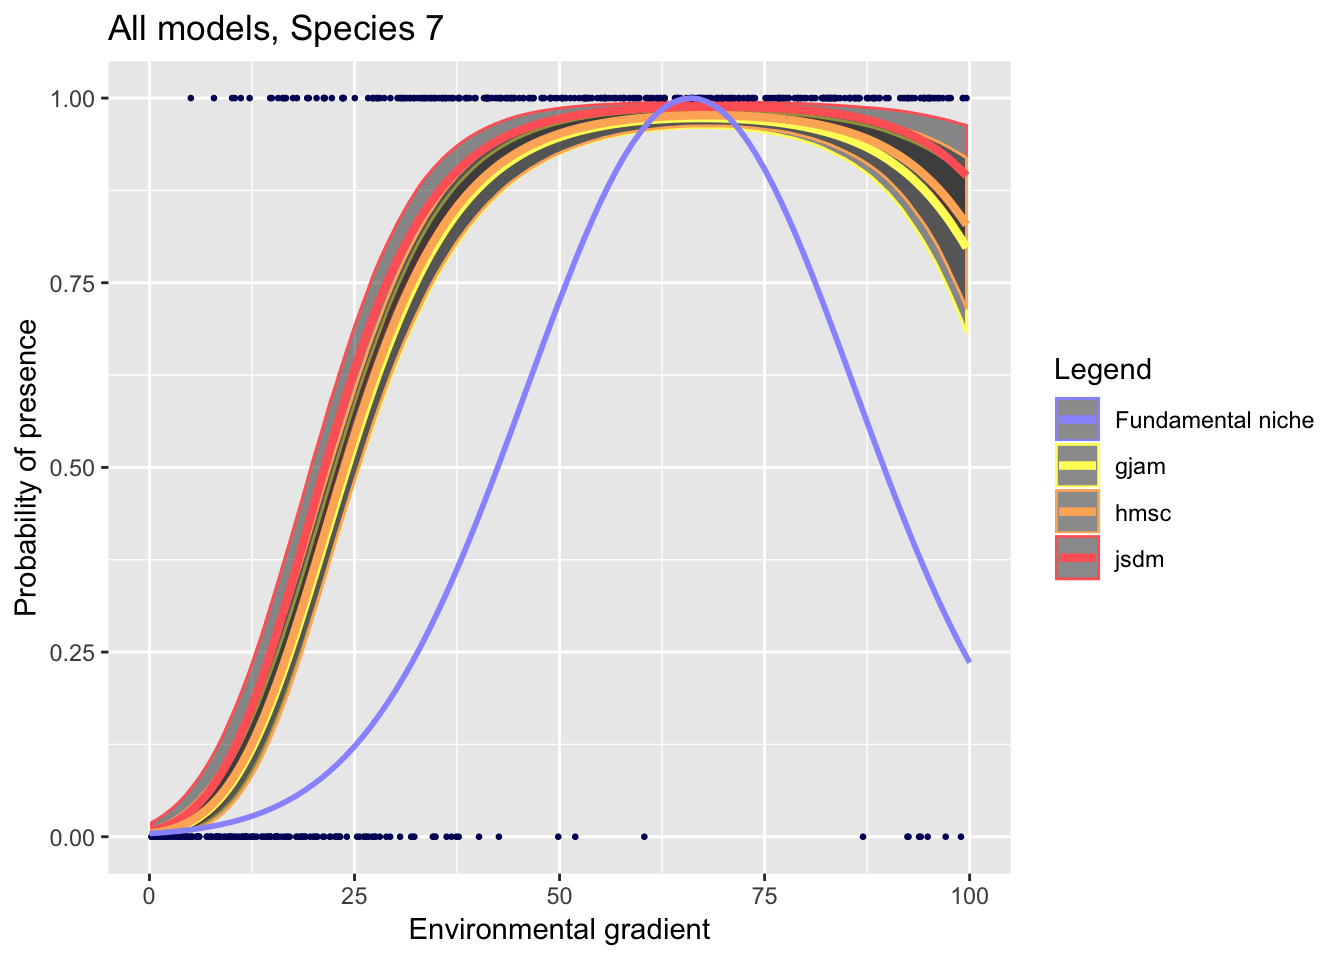 All models, Species 7
Probability of presence
1.00
0.75
0.50
0.25
0.00
0
25
50
75
100
Environmental gradient
Legend
Fundamental niche
gjam
hmsc
jsdm